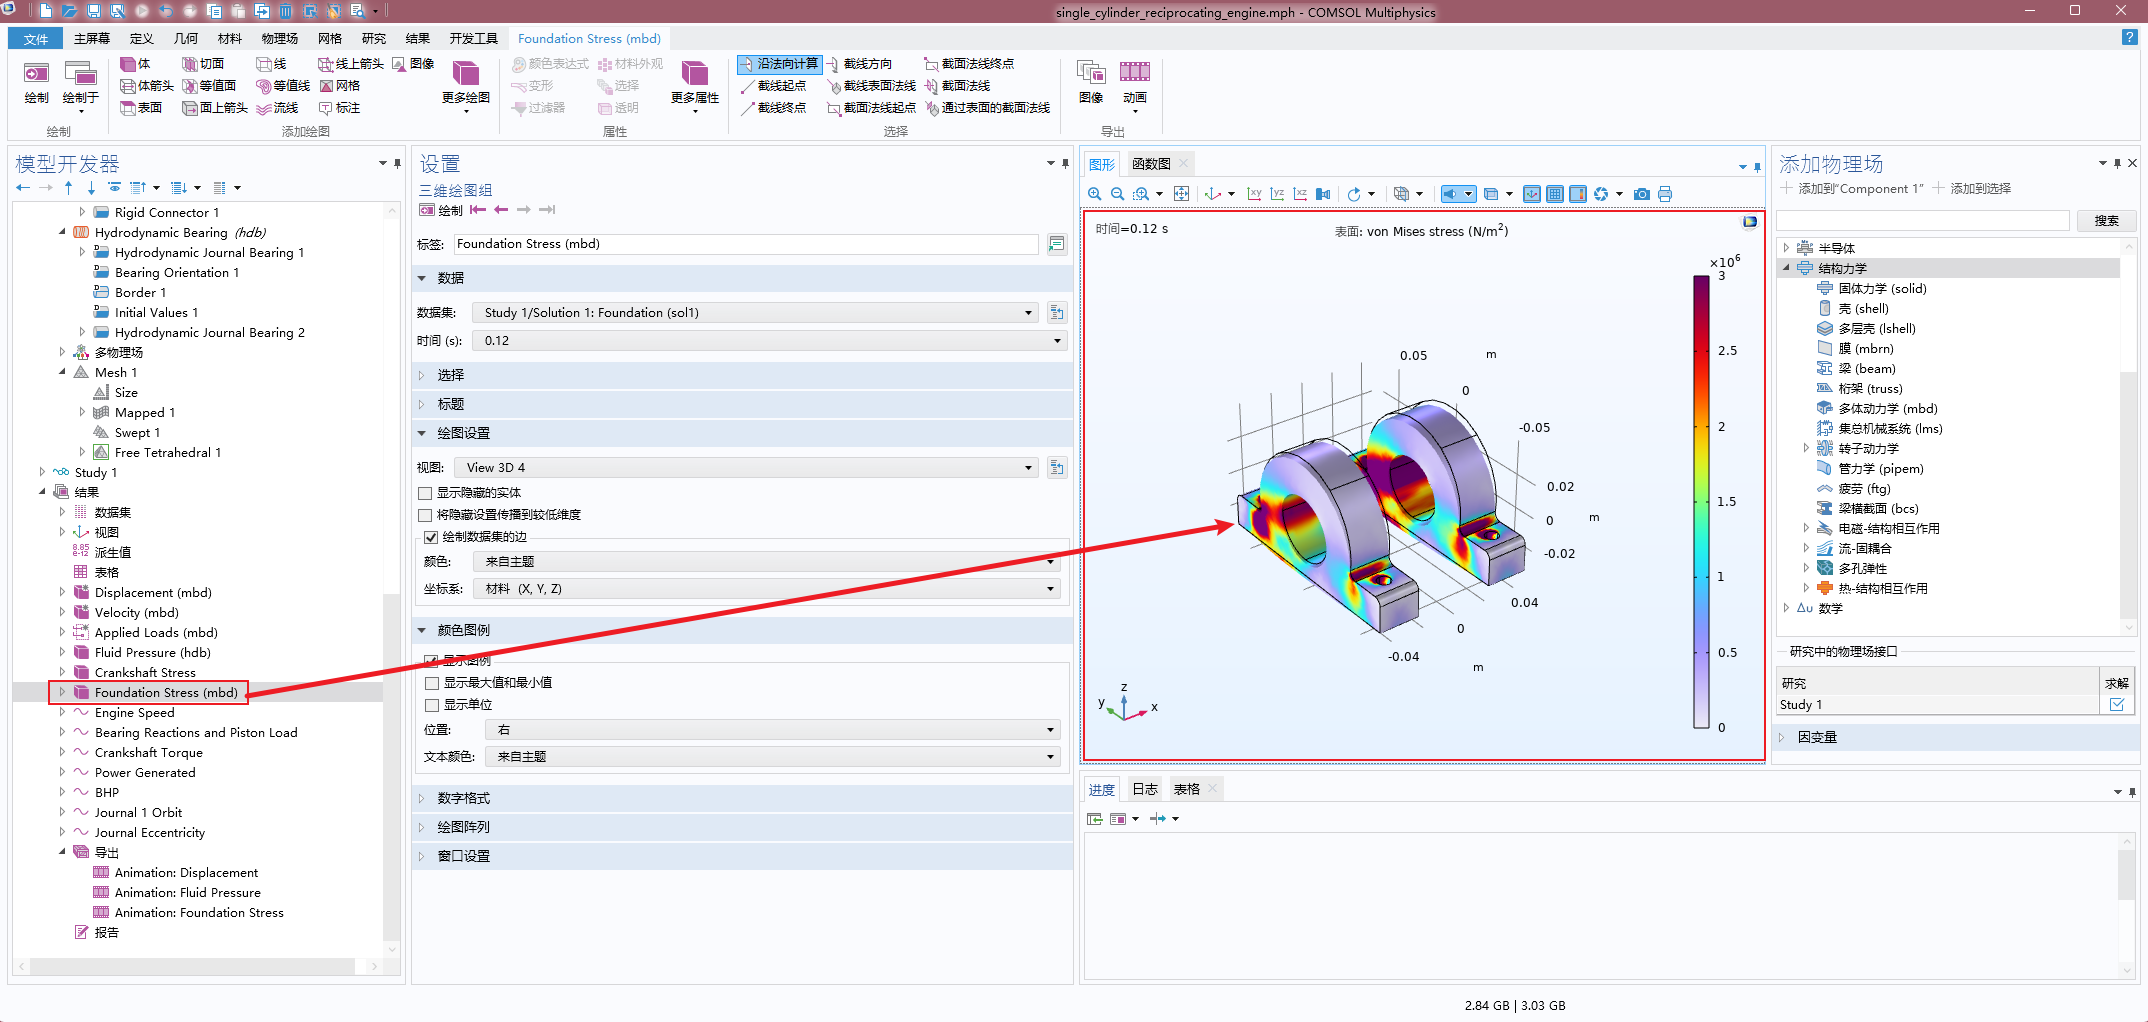 single_cylinder_reciprocating_engine.mph - COMSOL Multiphysics
文件 主屏幕 定义 几何 材料 物理场 网格 研究 结果 开发工具 Foundation Stress (mbd)
绘制
绘制于
绘制
体 切面 线 线上箭头 图像
体箭头 等值面 等值线 网格
表面 面上箭头 流线 标注
更多绘图
添加绘图
颜色表达式 材料外观
变形 选择
过滤器 透明
更多属性
属性
沿法向计算 截线方向 截面法线终点
截线起点 截线表面法线 截面法线
截线终点 截面法线起点 通过表面的截面法线
选择
图像 动画
导出
模型开发器
Rigid Connector 1
Hydrodynamic Bearing (hdb)
Hydrodynamic Journal Bearing 1
Bearing Orientation 1
Border 1
Initial Values 1
Hydrodynamic Journal Bearing 2
多物理场
Mesh 1
Size
Mapped 1
Swept 1
Free Tetrahedral 1
Study 1
结果
数据集
视图
8.85
e-12
派生值
表格
Displacement (mbd)
Velocity (mbd)
Applied Loads (mbd)
Fluid Pressure (hdb)
Crankshaft Stress
Foundation Stress (mbd)
Engine Speed
Bearing Reactions and Piston Load
Crankshaft Torque
Power Generated
BHP
Journal 1 Orbit
Journal Eccentricity
导出
Animation: Displacement
Animation: Fluid Pressure
Animation: Foundation Stress
报告
设置
三维绘图组
绘制
标签: Foundation Stress (mbd)
数据
数据集: Study 1/Solution 1: Foundation (sol1)
时间 (s): 0.12
选择
标题
绘图设置
视图: View 3D 4
显示隐藏的实体
将隐藏设置传播到较低维度
绘制数据集的边
颜色: 来自主题
坐标系: 材料 (X, Y, Z)
颜色图例
显示图例
显示最大值和最小值
显示单位
位置: 右
文本颜色: 来自主题
数字格式
绘图阵列
窗口设置
图形 函数图
xy yz xz
时间=0.12 s
表面: von Mises stress (N/m²)
×10⁶
3
2.5
2
1.5
1
0.5
0
0.05
m
0
-0.05
0.02
0
m
-0.02
0.04
0
-0.04
m
z
y
x
进度 日志 表格
添加物理场
添加到"Component 1" 添加到选择
搜索
半导体
结构力学
固体力学 (solid)
壳 (shell)
多层壳 (lshell)
膜 (mbrn)
梁 (beam)
桁架 (truss)
多体动力学 (mbd)
集总机械系统 (lms)
转子动力学
管力学 (pipem)
疲劳 (ftg)
梁横截面 (bcs)
电磁-结构相互作用
流-固耦合
多孔弹性
热-结构相互作用
Δu 数学
研究中的物理场接口
研究 求解
Study 1
因变量
2.84 GB | 3.03 GB